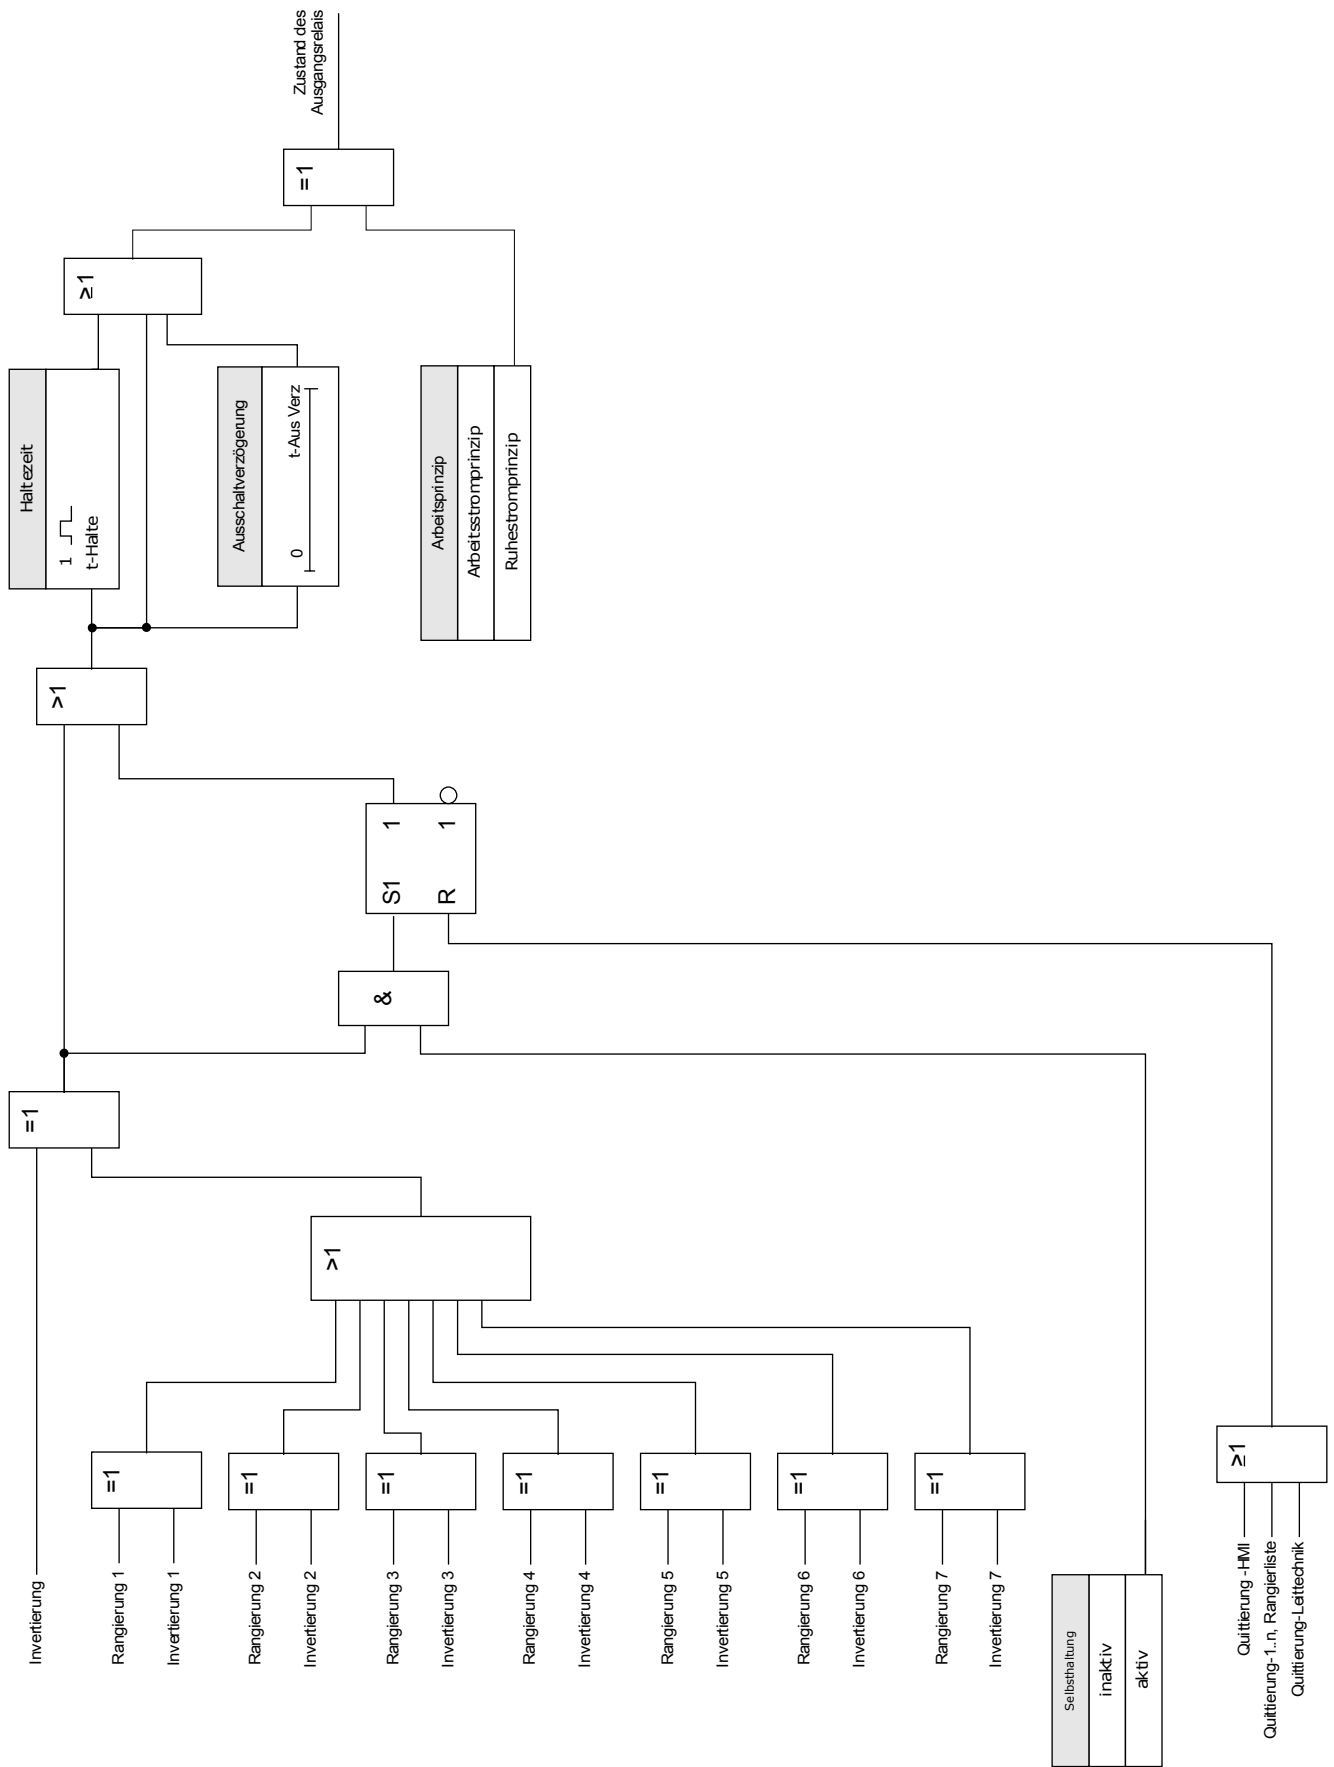 Invertierung
Rangierung 1
Invertierung 1
Rangierung 2
Invertierung 2
Rangierung 3
Invertierung 3
Rangierung 4
Invertierung 4
Rangierung 5
Invertierung 5
Rangierung 6
Invertierung 6
Rangierung 7
Invertierung 7
Selbsthaltung
inaktiv
aktiv
Quittierung -HMI
Quittierung-1..n, Rangierliste
Quittierung-Leittechnik
=1
=1
=1
=1
=1
=1
=1
≥1
>1
=1
&
S1 1
R 1
>1
Haltezeit
1
t-Halte
Ausschaltverzögerung
0 t-Aus Verz
Arbeitsprinzip
Arbeitsstromprinzip
Ruhestromprinzip
≥1
=1
Zustand des
Ausgangsrelais